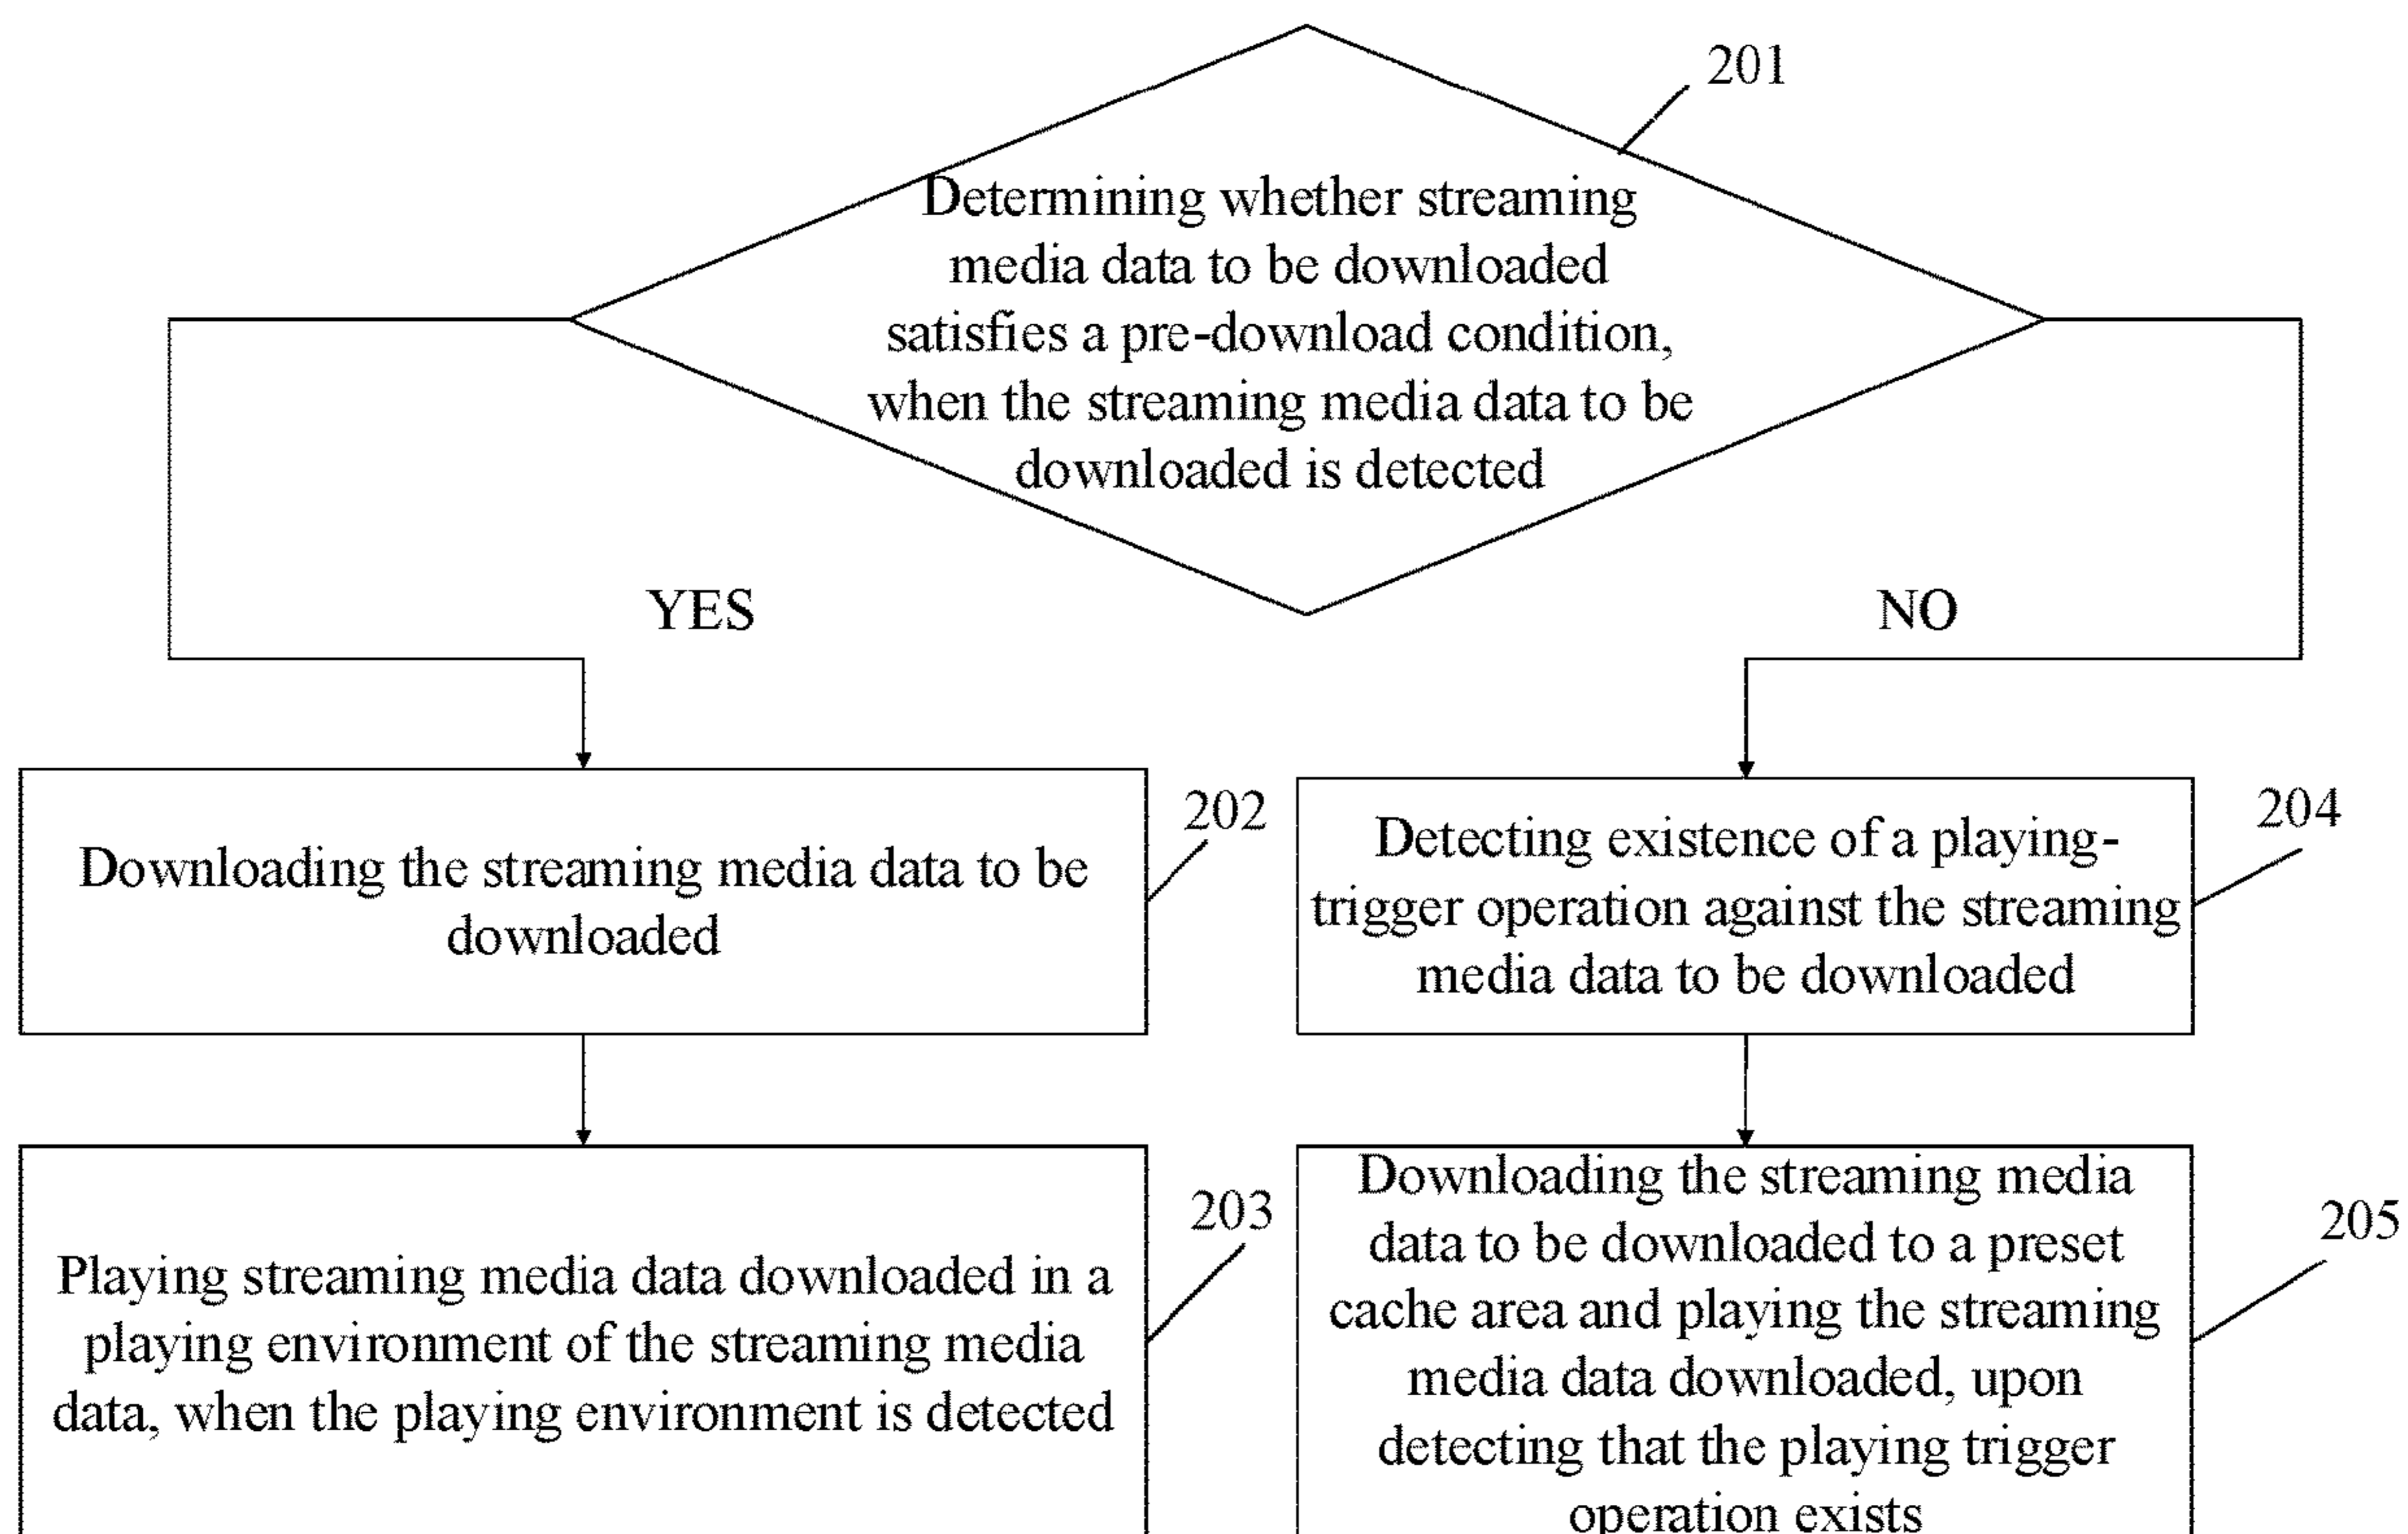 201
Determining whether streaming
media data to be downloaded
satisfies a pre-download condition,
when the streaming media data to be
downloaded is detected
YES
NO
202
Downloading the streaming media data to be
downloaded
204
Detecting existence of a playing-
trigger operation against the streaming
media data to be downloaded
203
Playing streaming media data downloaded in a
playing environment of the streaming media
data, when the playing environment is detected
205
Downloading the streaming media
data to be downloaded to a preset
cache area and playing the streaming
media data downloaded, upon
detecting that the playing trigger
operation exists